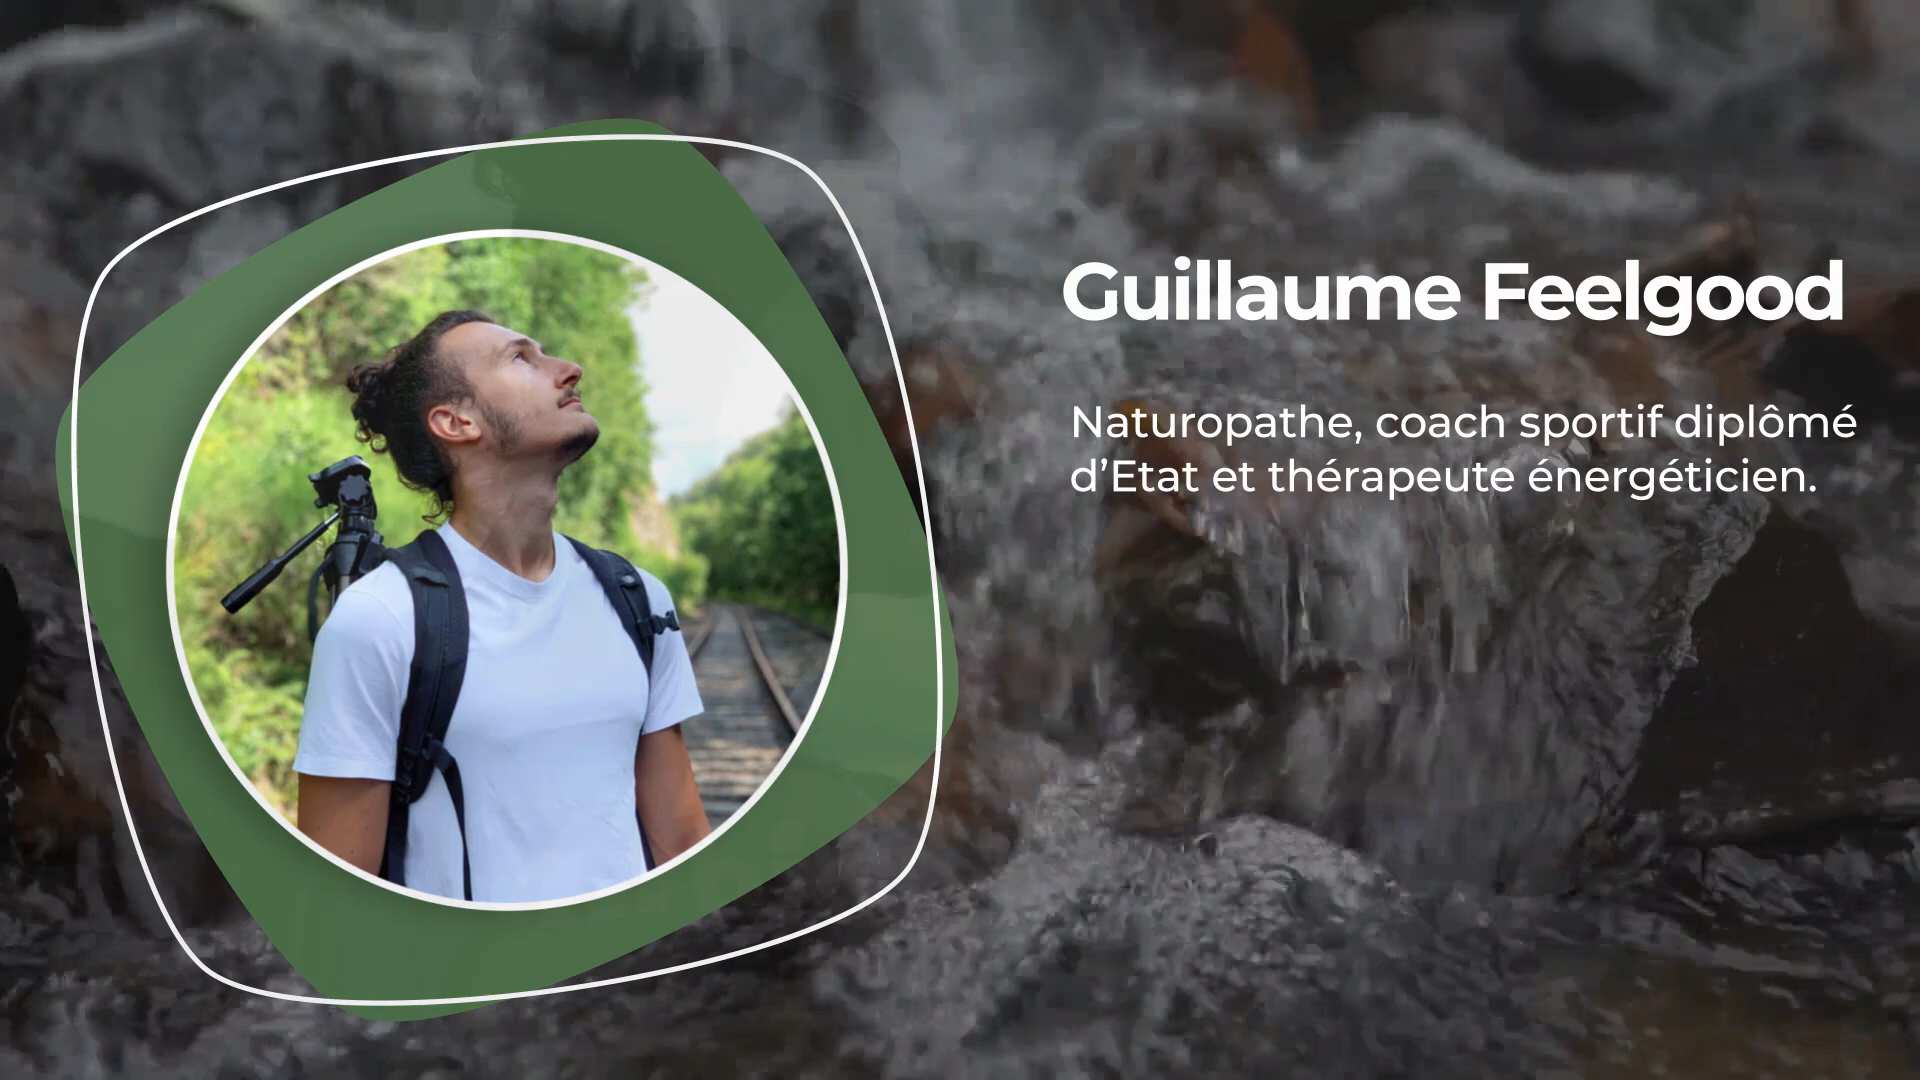 Guillaume Feelgood
Naturopathe, coach sportif diplômé
d’Etat et thérapeute énergéticien.